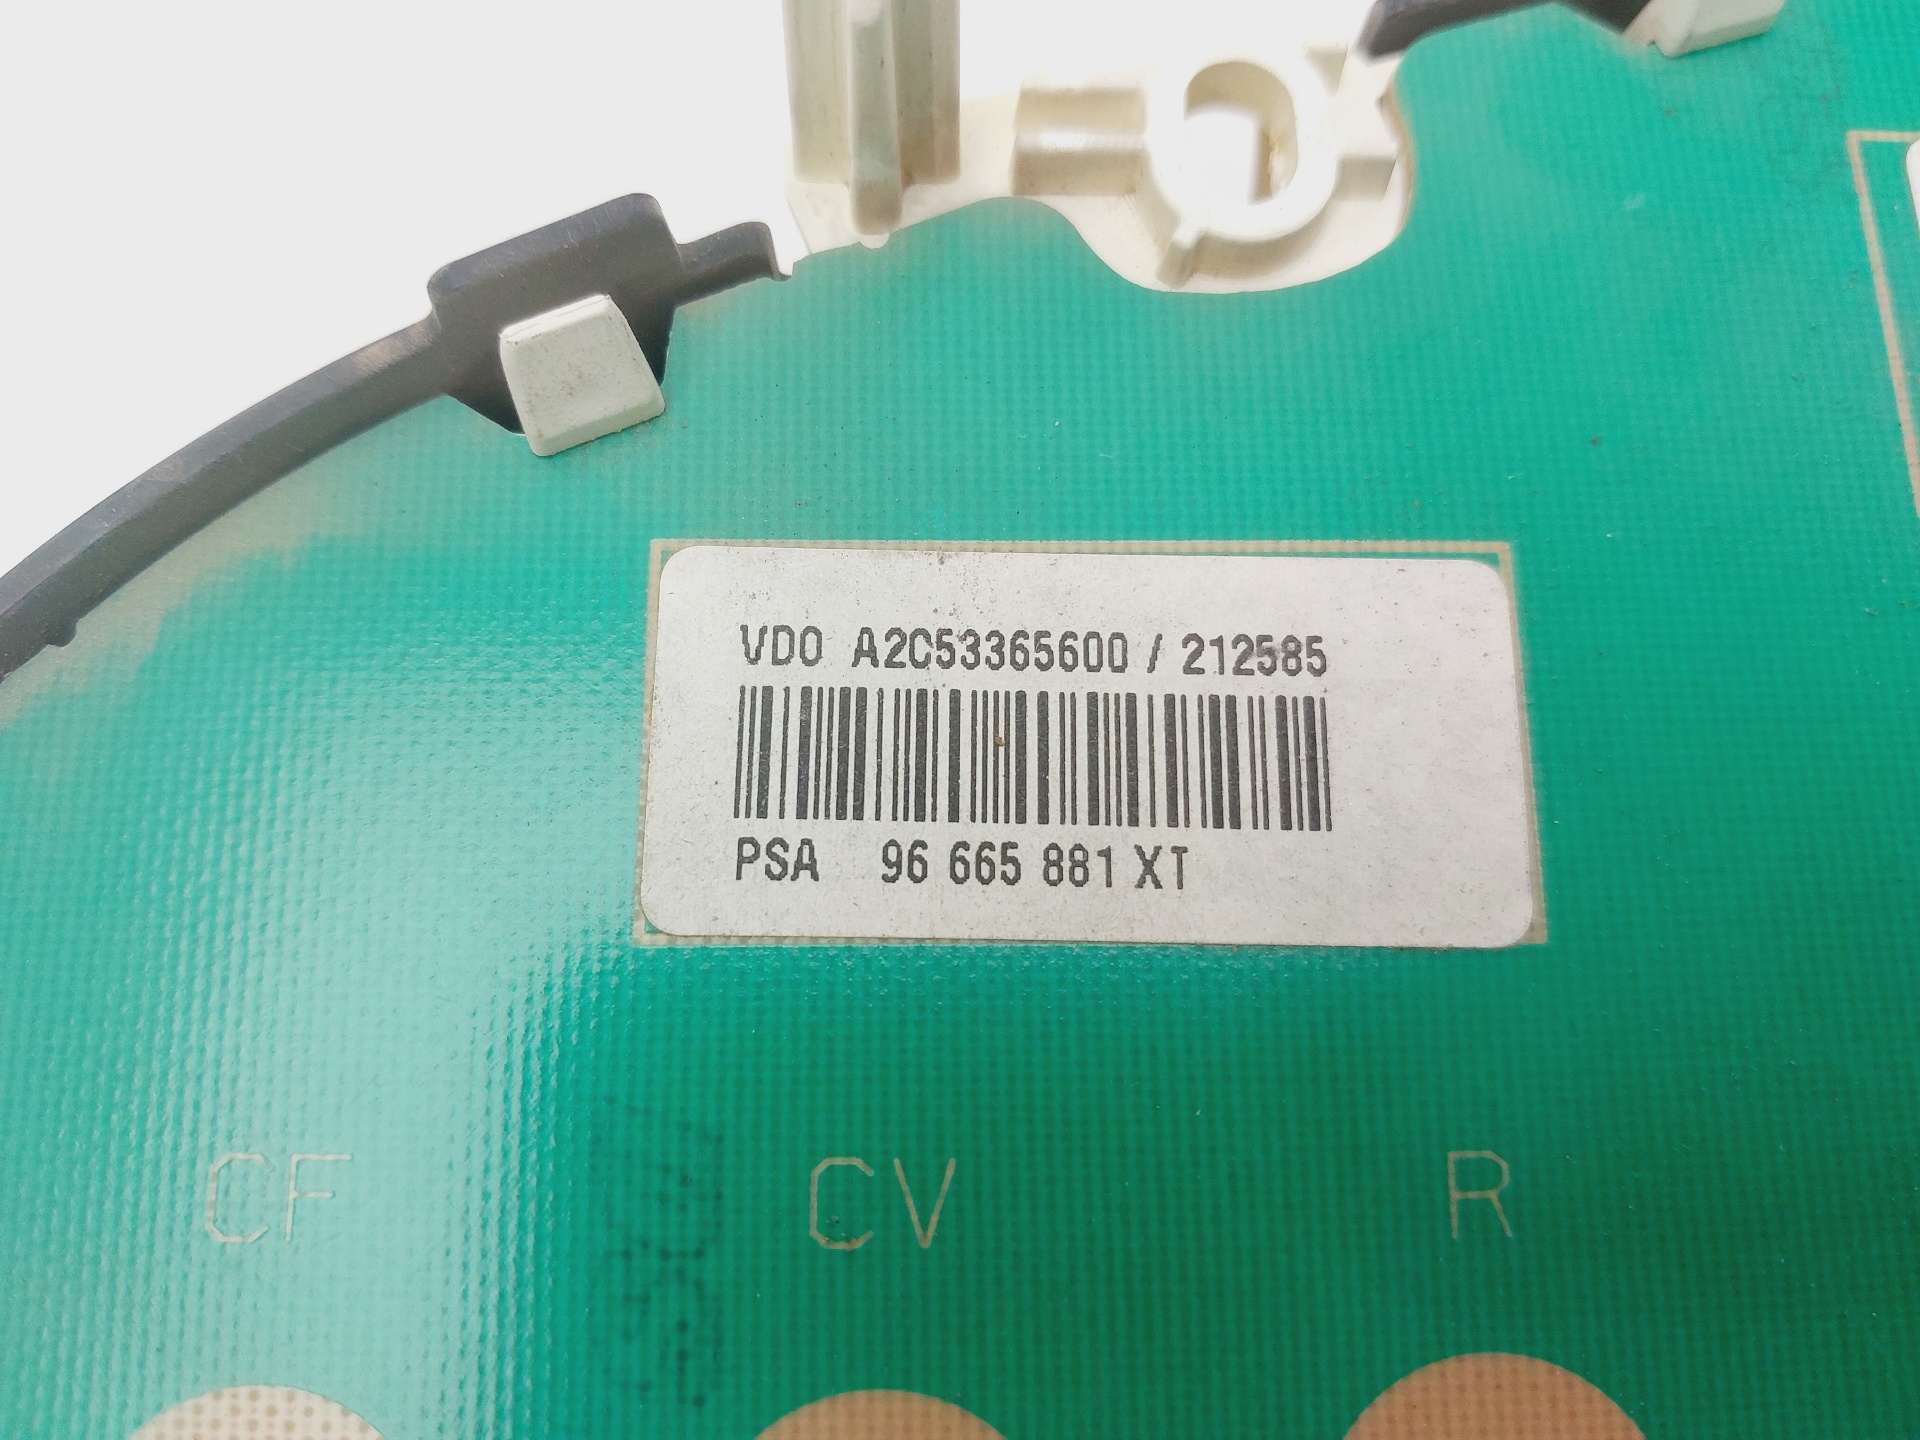 VDO A2C53365600 / 212585
PSA 96 665 881 XT
CF CV R